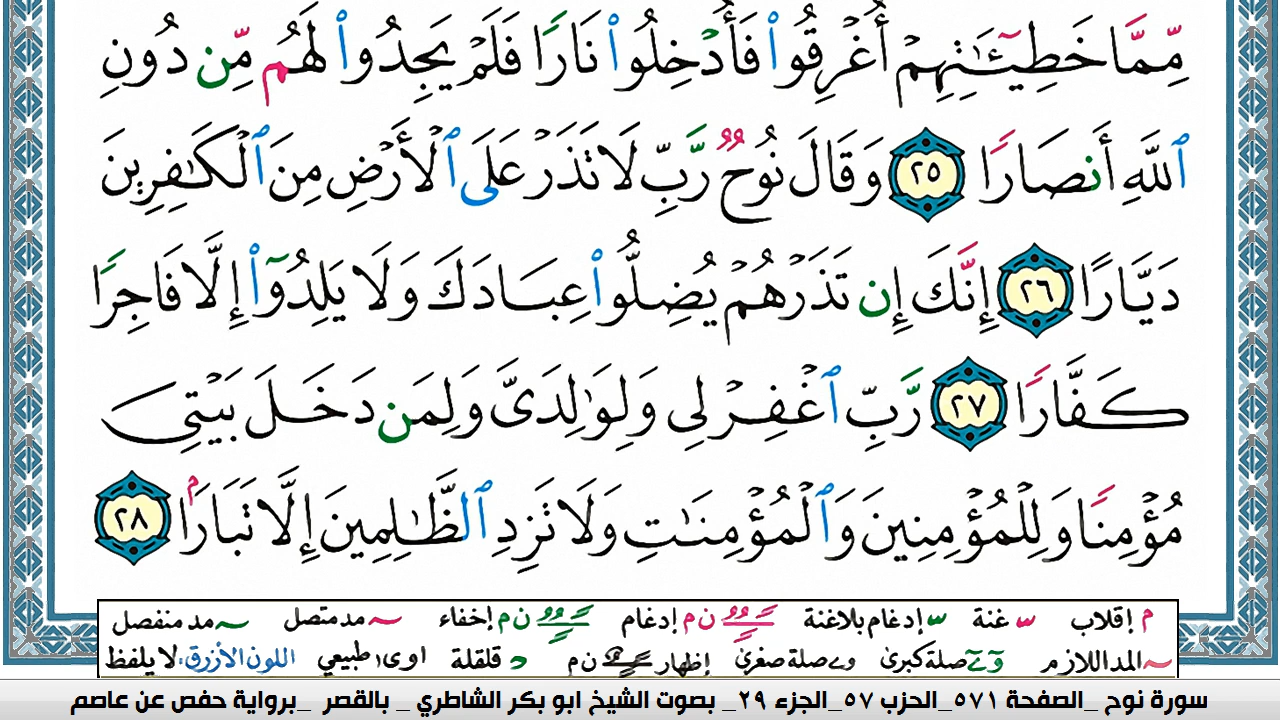 مِّمَّا خَطِيٓـَٰٔتِهِمْ أُغْرِقُوا۟ فَأُدْخِلُوا۟ نَارًا فَلَمْ يَجِدُوا۟ لَهُم مِّن دُونِ
ٱللَّهِ أَنصَارًا ٢٥ وَقَالَ نُوحٌ رَّبِّ لَا تَذَرْ عَلَى ٱلْأَرْضِ مِنَ ٱلْكَٰفِرِينَ
دَيَّارًا ٢٦ إِنَّكَ إِن تَذَرْهُمْ يُضِلُّوا۟ عِبَادَكَ وَلَا يَلِدُوٓا۟ إِلَّا فَاجِرًا
كَفَّارًا ٢٧ رَّبِّ ٱغْفِرْ لِى وَلِوَٰلِدَىَّ وَلِمَن دَخَلَ بَيْتِىَ
مُؤْمِنًا وَلِلْمُؤْمِنِينَ وَٱلْمُؤْمِنَٰتِ وَلَا تَزِدِ ٱلظَّٰلِمِينَ إِلَّا تَبَارًۢا ٢٨
م إقلاب غنة إدغام بلاغنة ن م إدغام ن م إخفاء مد متصل مد منفصل
المد اللازم صلة كبرى صلة صغرى إظهار ن م قلقلة اوى طبيعي اللون الأزرق: لا يلفظ
سورة نوح _الصفحة ٥٧١_الحزب ٥٧_الجزء ٢٩_ بصوت الشيخ ابو بكر الشاطري _ بالقصر _برواية حفص عن عاصم